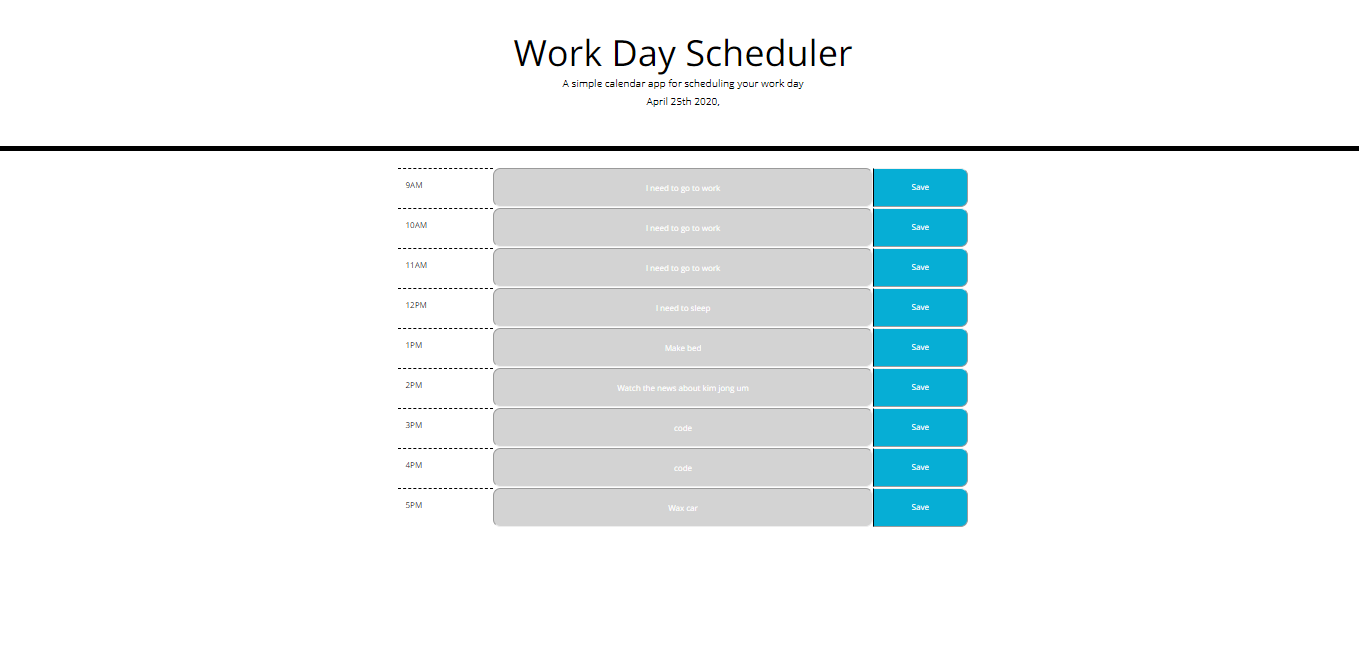 Work Day Scheduler
A simple calendar app for scheduling your work day
April 25th 2020,
9AM I need to go to work Save
10AM I need to go to work Save
11AM I need to go to work Save
12PM I need to sleep Save
1PM Make bed Save
2PM Watch the news about kim jong um Save
3PM code Save
4PM code Save
5PM Wax car Save